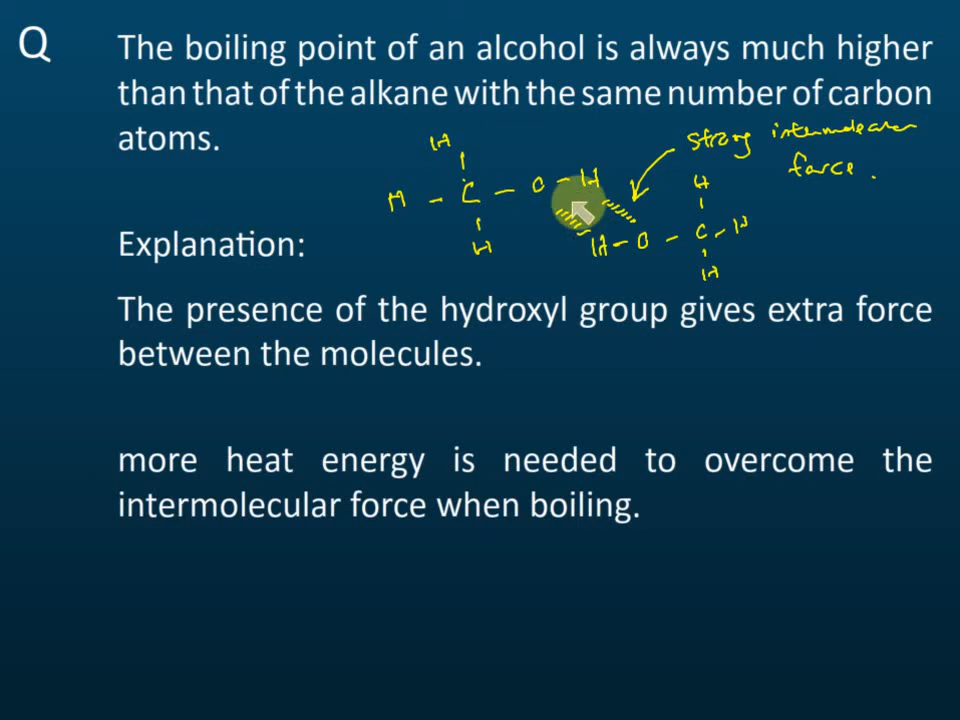 Q
The boiling point of an alcohol is always much higher
than that of the alkane with the same number of carbon
atoms.
strong intermolecular
force.
H
H - C - O - H
H
H
H - O - C - H
H
Explanation:
The presence of the hydroxyl group gives extra force
between the molecules.
more heat energy is needed to overcome the
intermolecular force when boiling.